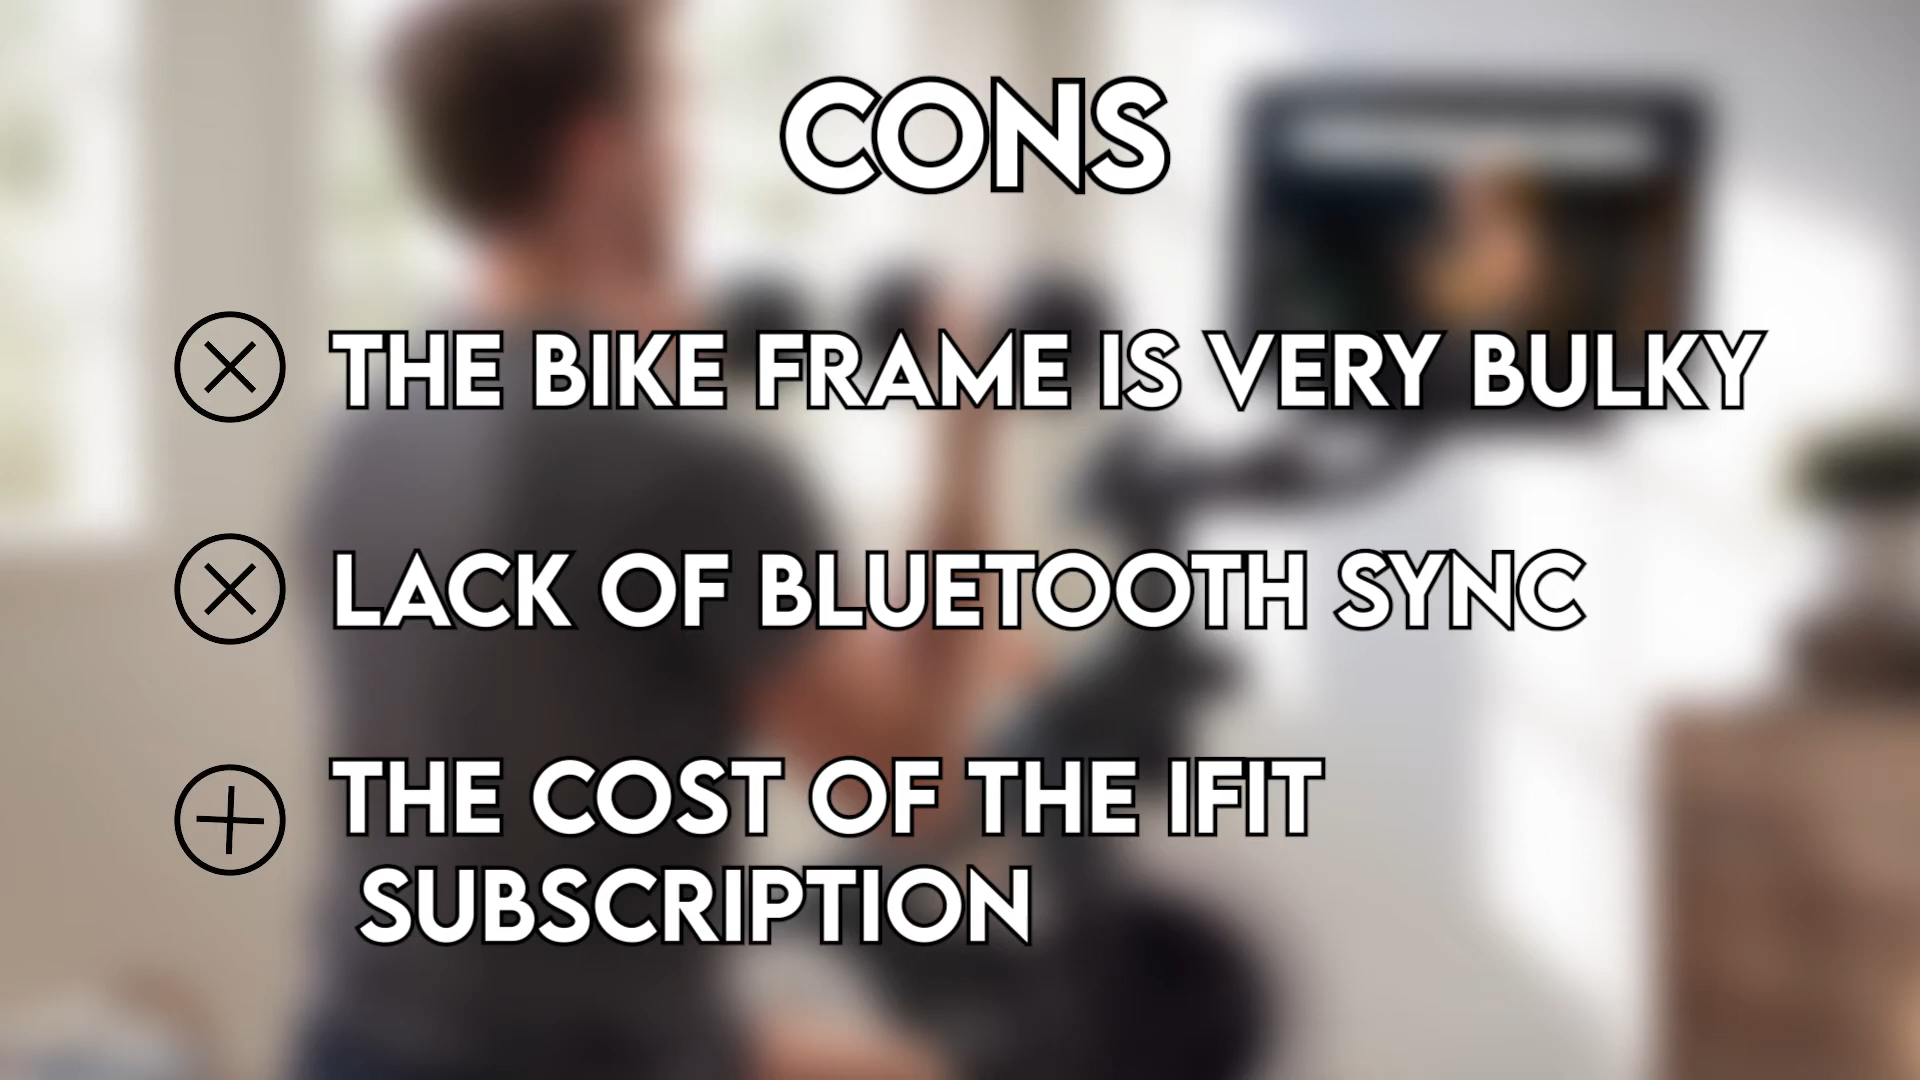 CONS
THE BIKE FRAME IS VERY BULKY
LACK OF BLUETOOTH SYNC
THE COST OF THE IFIT
SUBSCRIPTION